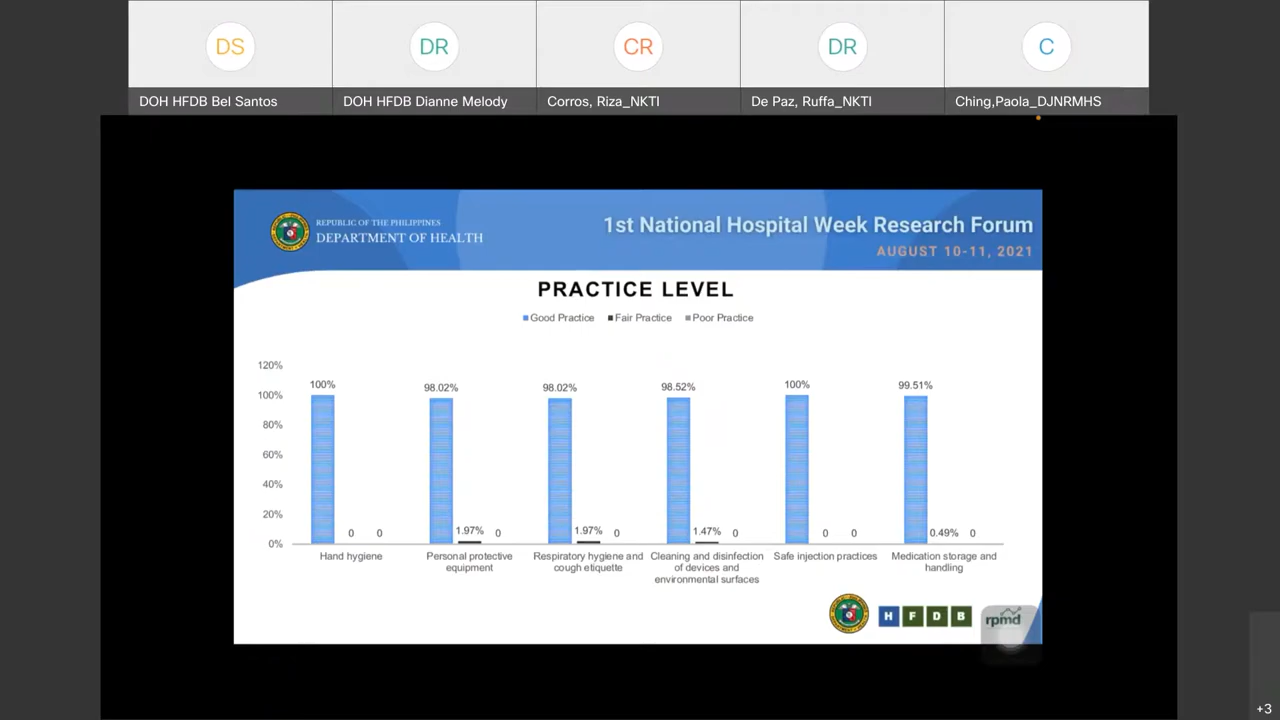 DS
DR
CR
DR
C
DOH HFDB Bel Santos
DOH HFDB Dianne Melody
Corros, Riza_NKTI
De Paz, Ruffa_NKTI
Ching,Paola_DJNRMHS
REPUBLIC OF THE PHILIPPINES
DEPARTMENT OF HEALTH
1st National Hospital Week Research Forum
AUGUST 10-11, 2021
PRACTICE LEVEL
Good Practice Fair Practice Poor Practice
120%
100%
80%
60%
40%
20%
0%
100% 0 0
98.02% 1.97% 0
98.02% 1.97% 0
98.52% 1.47% 0
100% 0 0
99.51% 0.49% 0
Hand hygiene
Personal protective
equipment
Respiratory hygiene and
cough etiquette
Cleaning and disinfection
of devices and
environmental surfaces
Safe injection practices
Medication storage and
handling
H F D B
rpmd
+3